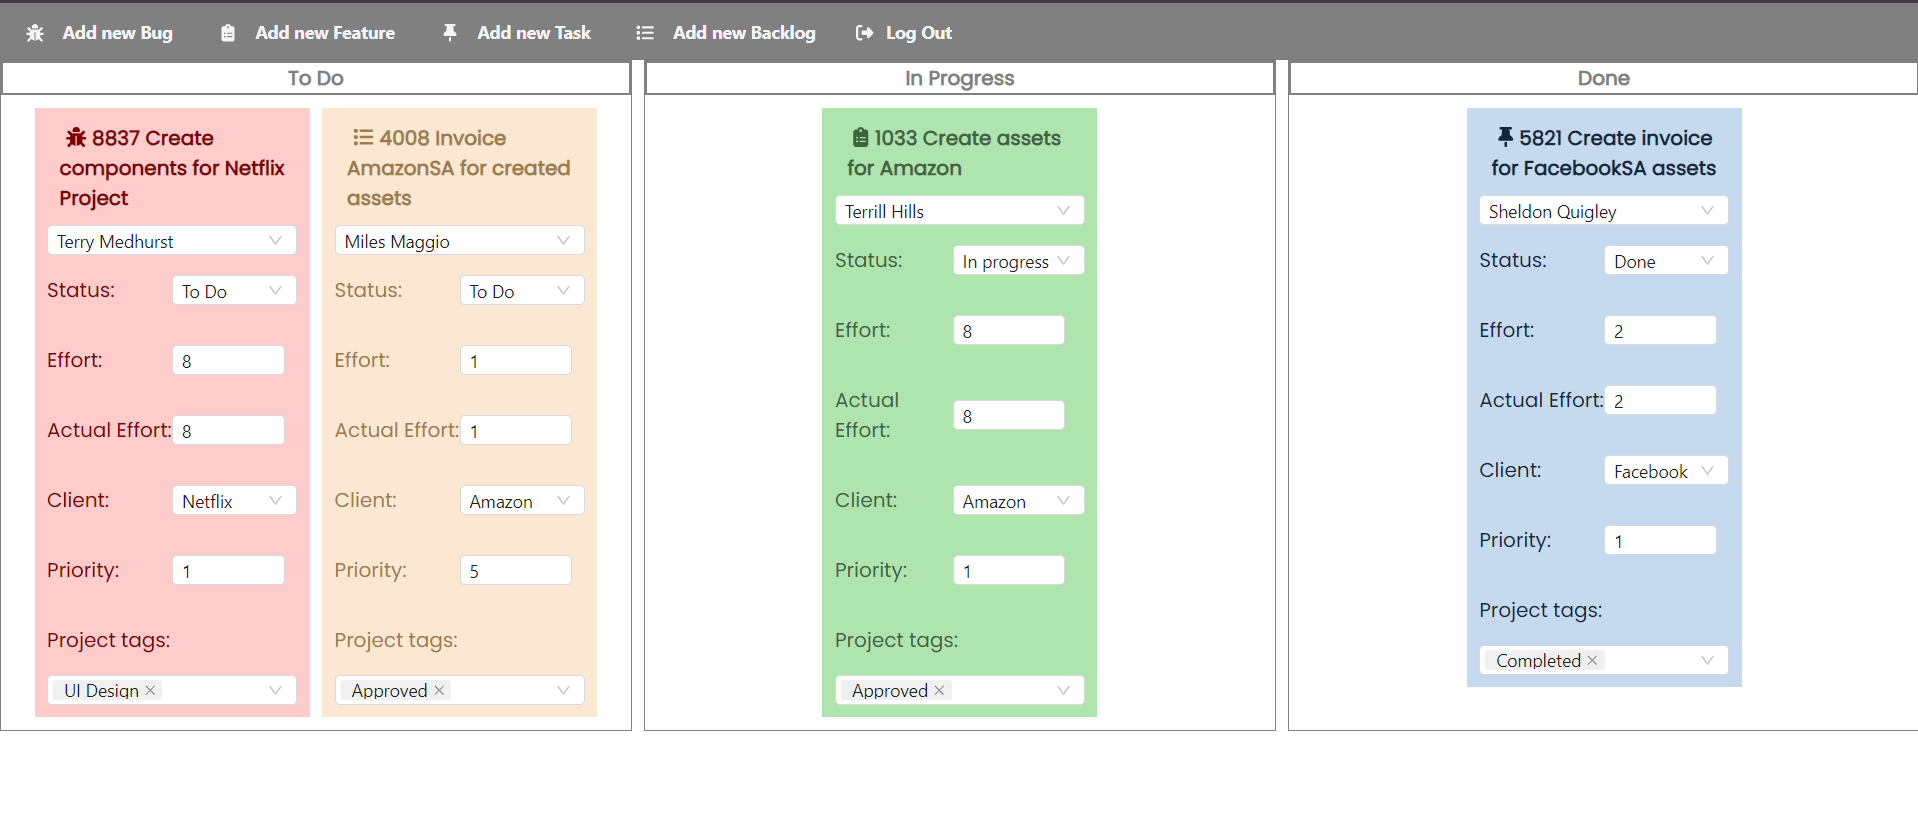 Add new Bug Add new Feature Add new Task Add new Backlog Log Out
To Do
8837 Create
components for Netflix
Project
Terry Medhurst
Status: To Do
Effort: 8
Actual Effort: 8
Client: Netflix
Priority: 1
Project tags:
UI Design
4008 Invoice
AmazonSA for created
assets
Miles Maggio
Status: To Do
Effort: 1
Actual Effort: 1
Client: Amazon
Priority: 5
Project tags:
Approved
In Progress
1033 Create assets
for Amazon
Terrill Hills
Status: In progress
Effort: 8
Actual
Effort: 8
Client: Amazon
Priority: 1
Project tags:
Approved
Done
5821 Create invoice
for FacebookSA assets
Sheldon Quigley
Status: Done
Effort: 2
Actual Effort: 2
Client: Facebook
Priority: 1
Project tags:
Completed